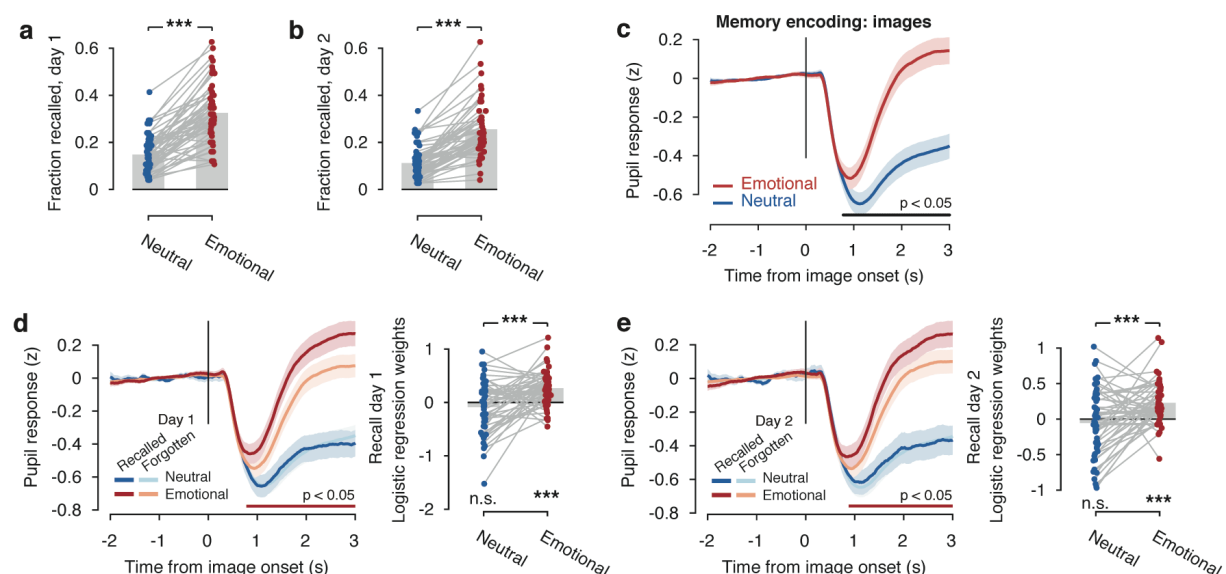 a
***
Fraction recalled, day 1
0.6
0.4
0.2
0
Neutral
Emotional
b
***
Fraction recalled, day 2
0.6
0.4
0.2
0
Neutral
Emotional
c
Memory encoding: images
Pupil response (z)
0.2
0
-0.4
-0.6
Emotional
Neutral
p < 0.05
-2 -1 0 1 2 3
Time from image onset (s)
d
Pupil response (z)
0.2
0
-0.2
-0.4
-0.6
-0.8
Day 1
Recalled
Forgotten
Neutral
Emotional
p < 0.05
-2 -1 0 1 2 3
Time from image onset (s)
***
Recall day 1
Logistic regression weights
1
0
-1
-2
n.s.
***
Neutral
Emotional
e
Pupil response (z)
0.2
0
-0.2
-0.4
-0.6
-0.8
Day 2
Recalled
Forgotten
Neutral
Emotional
p < 0.05
-2 -1 0 1 2 3
Time from image onset (s)
***
Recall day 2
Logistic regression weights
1
0.5
0
-0.5
-1
n.s.
***
Neutral
Emotional